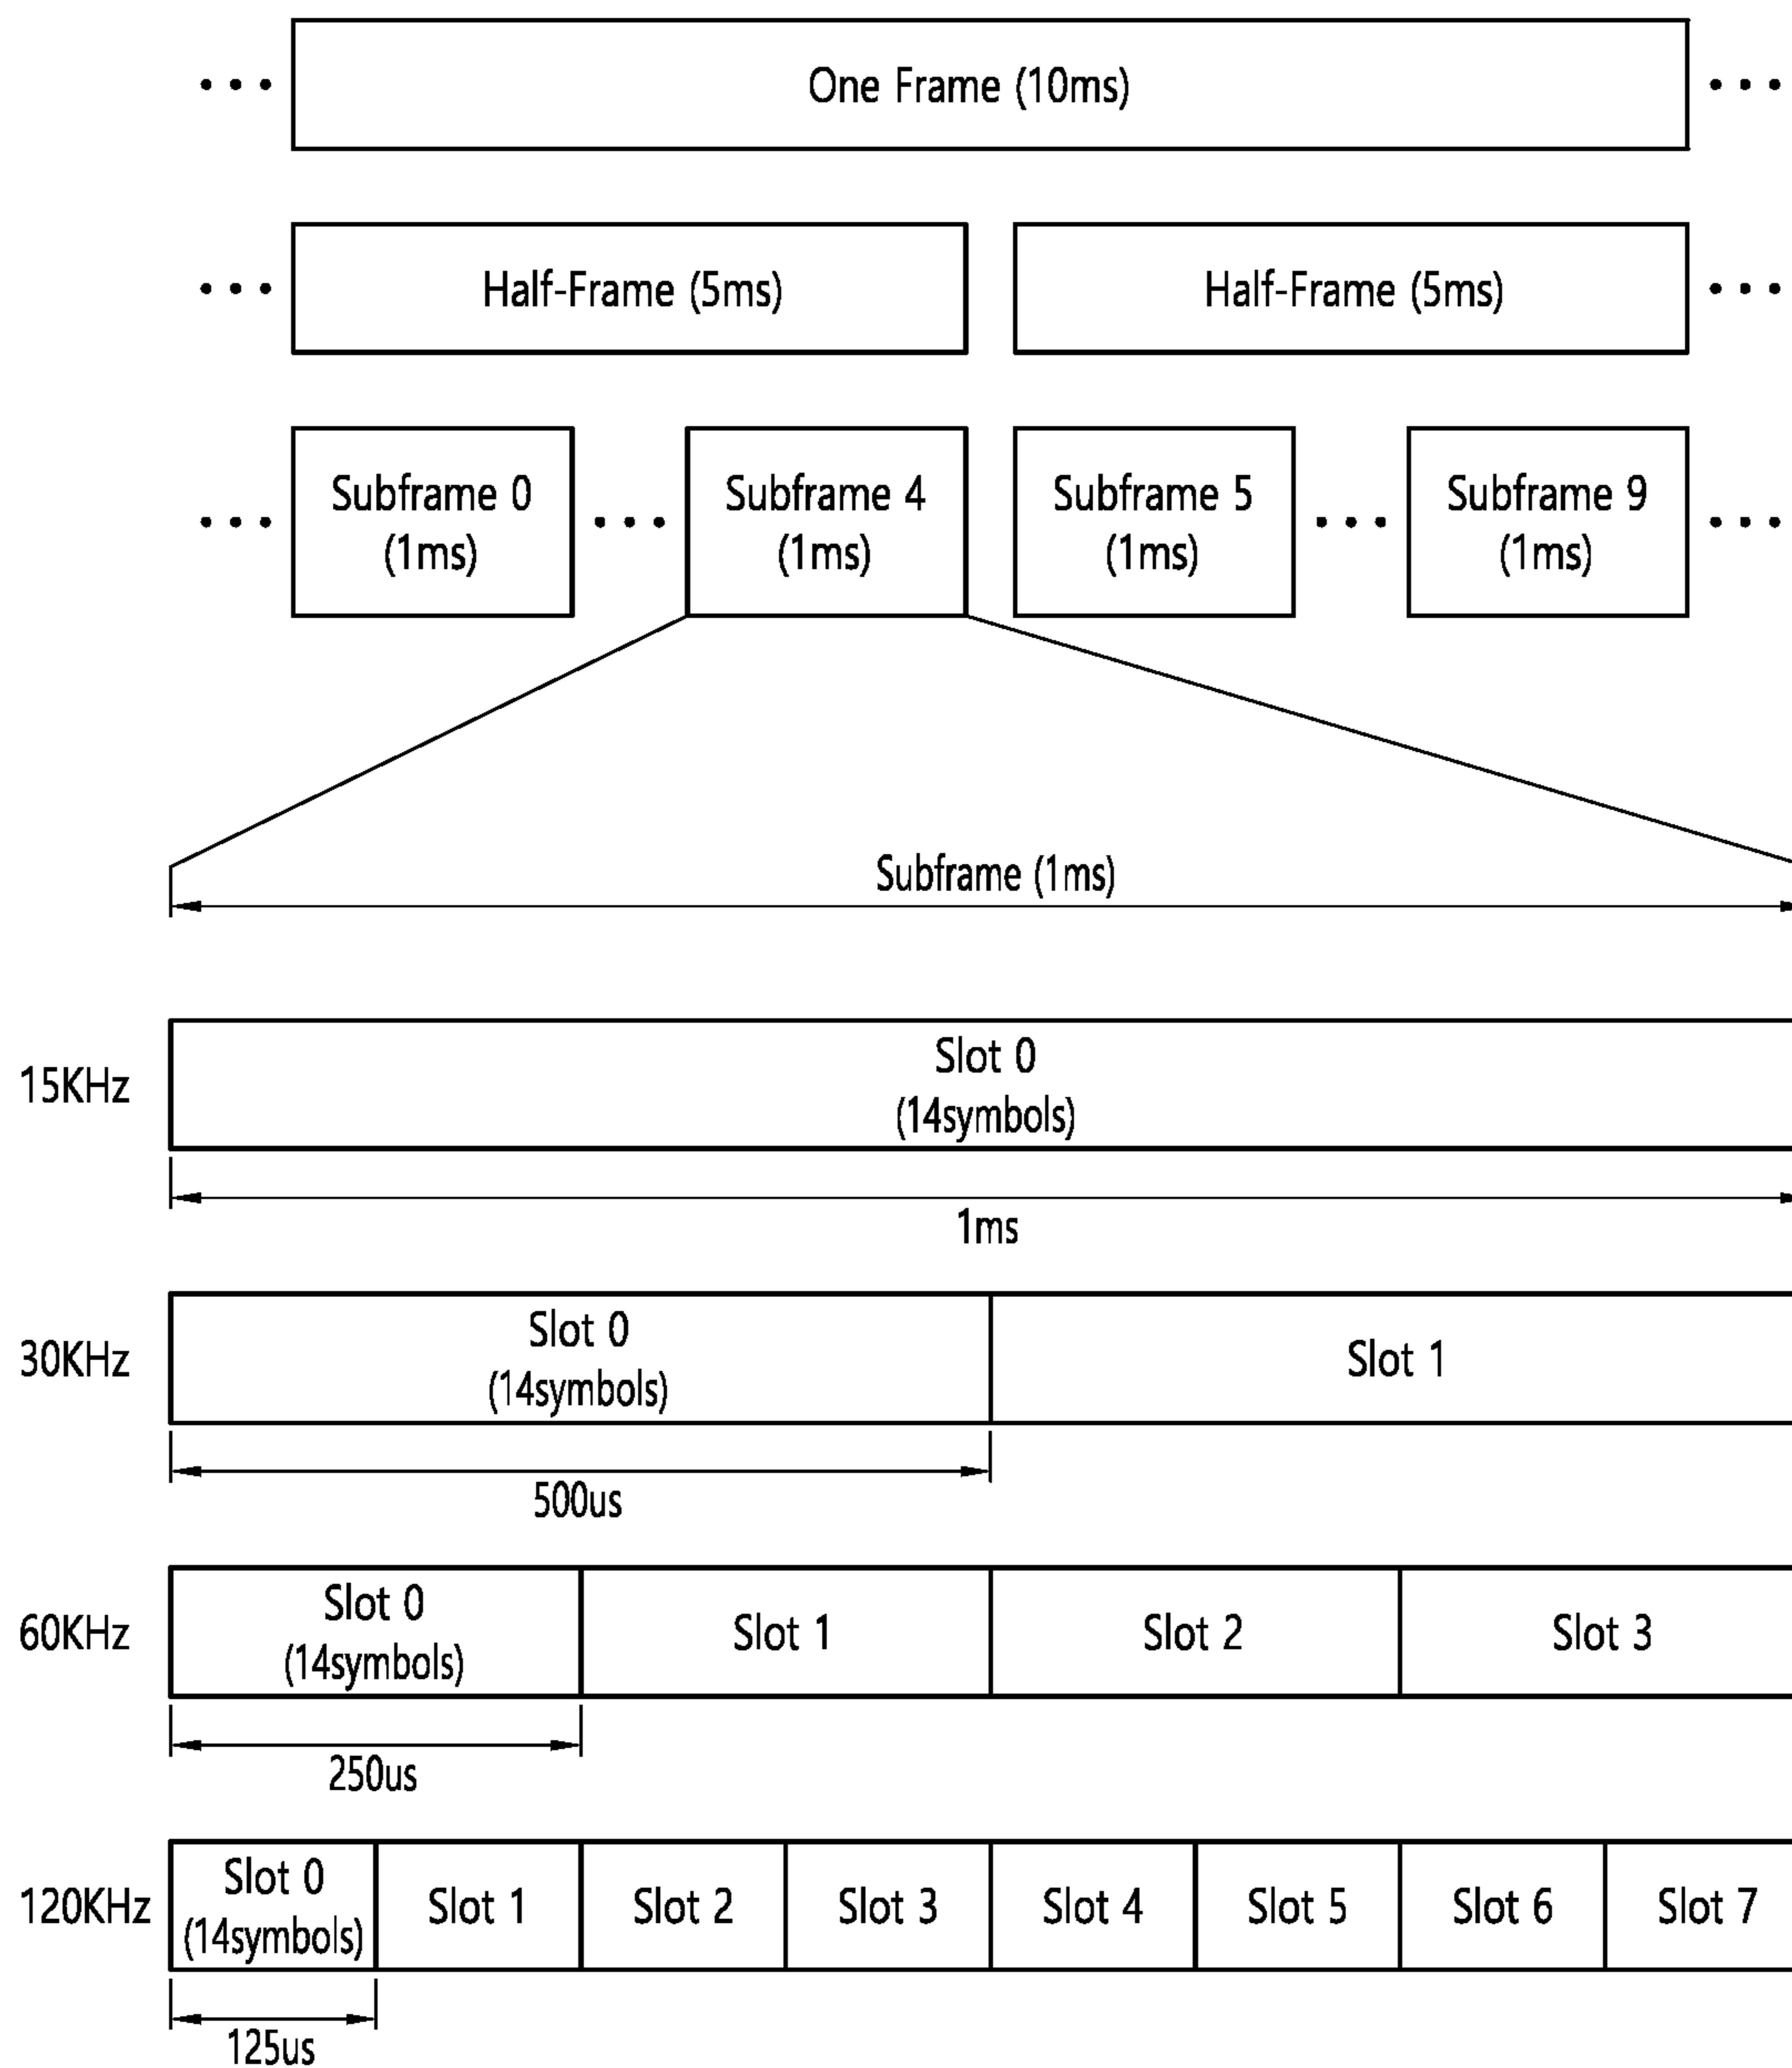 One Frame (10ms)
Half-Frame (5ms)
Half-Frame (5ms)
Subframe 0
(1ms)
Subframe 4
(1ms)
Subframe 5
(1ms)
Subframe 9
(1ms)
Subframe (1ms)
15KHz
Slot 0
(14symbols)
1ms
30KHz
Slot 0
(14symbols)
Slot 1
500us
60KHz
Slot 0
(14symbols)
Slot 1
Slot 2
Slot 3
250us
120KHz
Slot 0
(14symbols)
Slot 1
Slot 2
Slot 3
Slot 4
Slot 5
Slot 6
Slot 7
125us